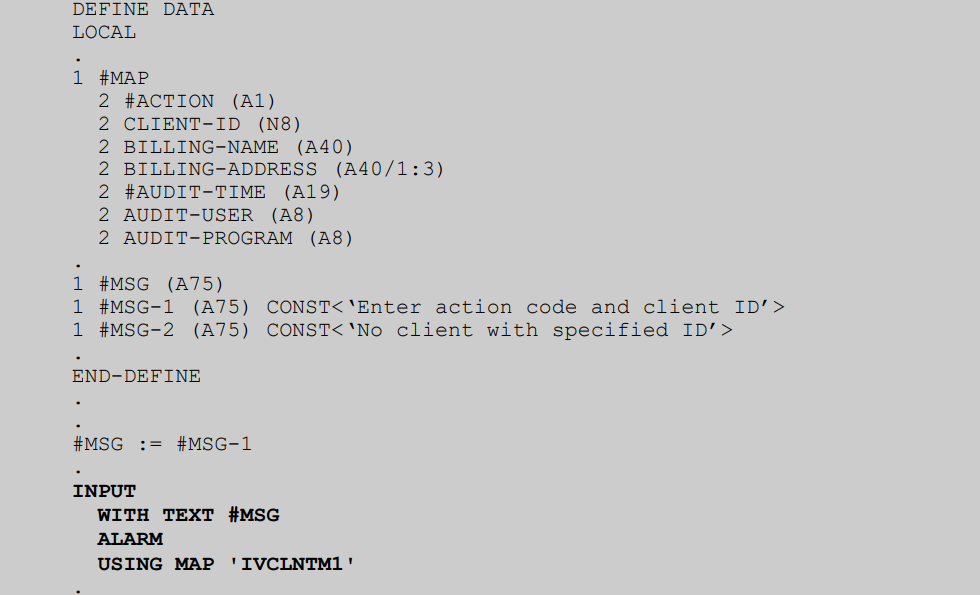 DEFINE DATA
LOCAL
.
1 #MAP
  2 #ACTION (A1)
  2 CLIENT-ID (N8)
  2 BILLING-NAME (A40)
  2 BILLING-ADDRESS (A40/1:3)
  2 #AUDIT-TIME (A19)
  2 AUDIT-USER (A8)
  2 AUDIT-PROGRAM (A8)
.
1 #MSG (A75)
1 #MSG-1 (A75) CONST<‘Enter action code and client ID’>
1 #MSG-2 (A75) CONST<‘No client with specified ID’>
.
END-DEFINE
.
.
#MSG := #MSG-1
.
INPUT
  WITH TEXT #MSG
  ALARM
  USING MAP 'IVCLNTM1'
.